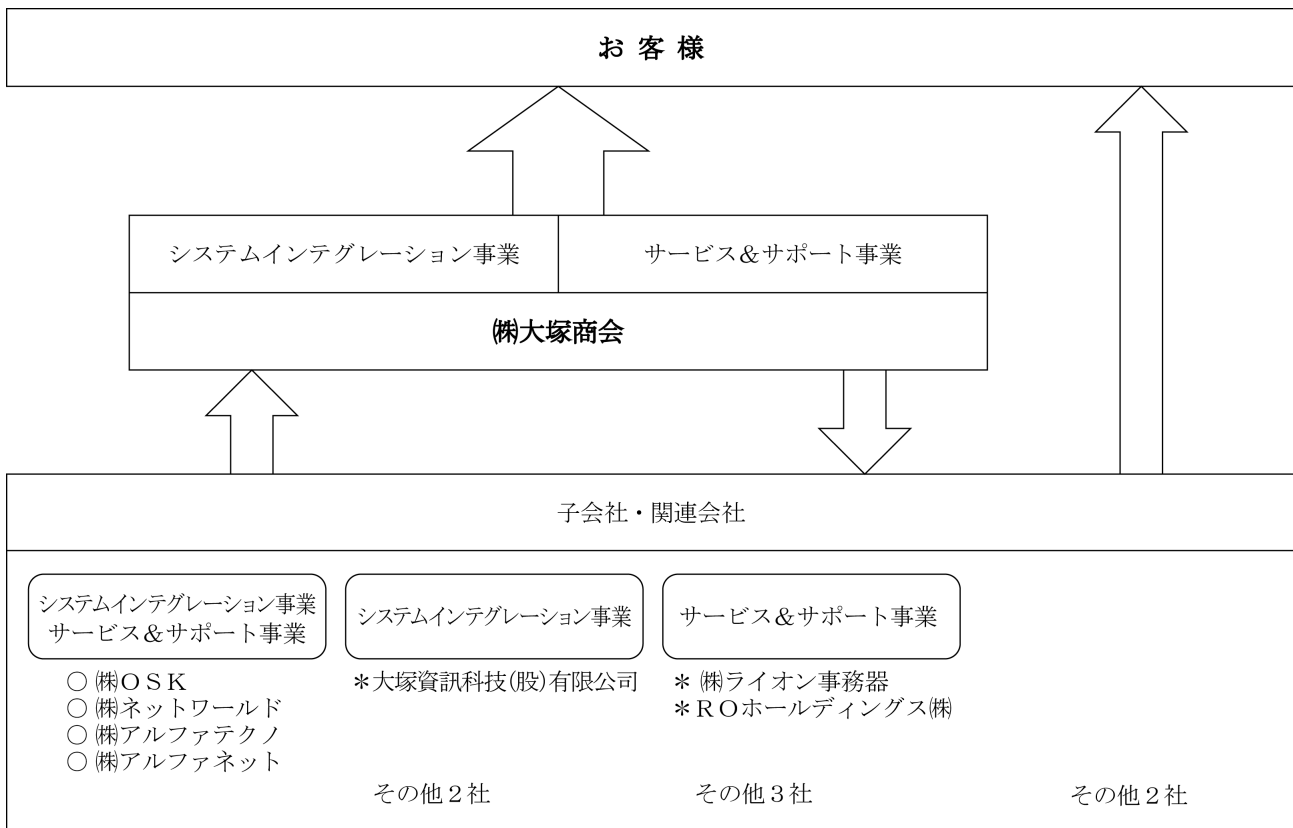 お客様
システムインテグレーション事業
サービス＆サポート事業
㈱大塚商会
子会社・関連会社
システムインテグレーション事業
サービス＆サポート事業
○ ㈱ＯＳＫ
○ ㈱ネットワールド
○ ㈱アルファテクノ
○ ㈱アルファネット
システムインテグレーション事業
＊大塚資訊科技(股)有限公司
その他２社
サービス＆サポート事業
＊ ㈱ライオン事務器
＊ＲＯホールディングス㈱
その他３社
その他２社